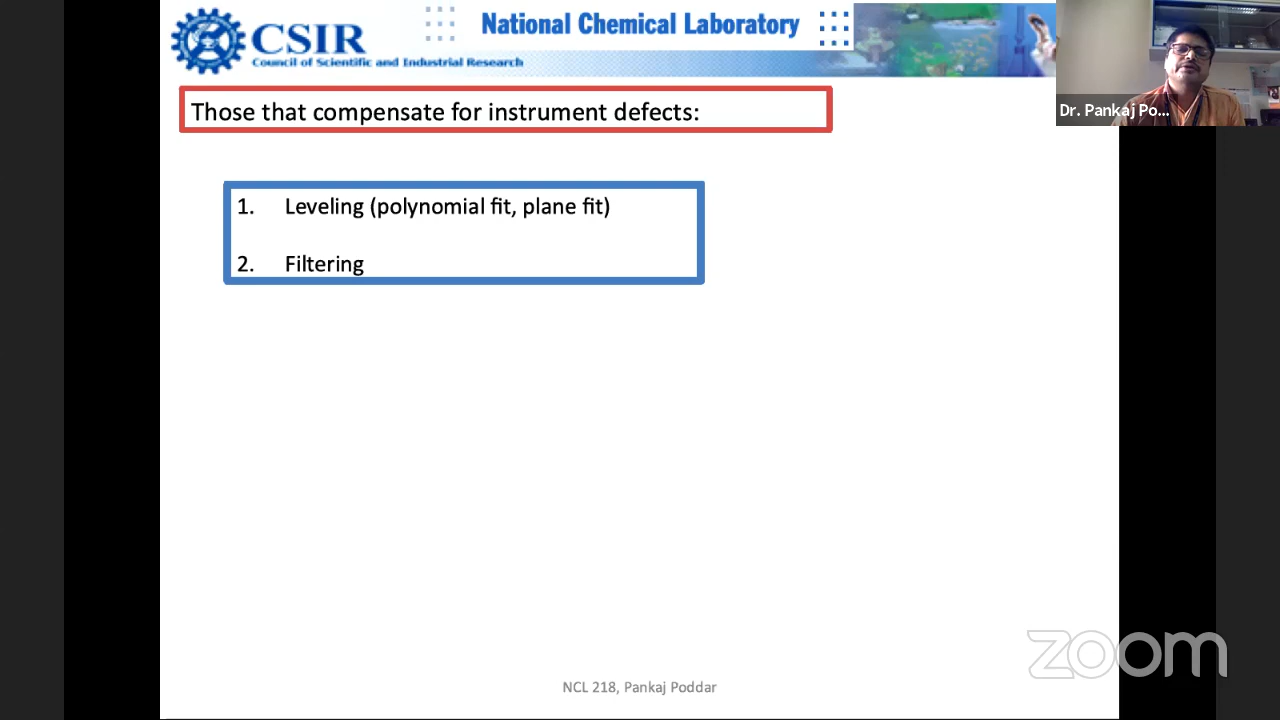 CSIR
Council of Scientific and Industrial Research
National Chemical Laboratory
Dr. Pankaj Po...
Those that compensate for instrument defects:
1. Leveling (polynomial fit, plane fit)
2. Filtering
NCL 218, Pankaj Poddar
zoom